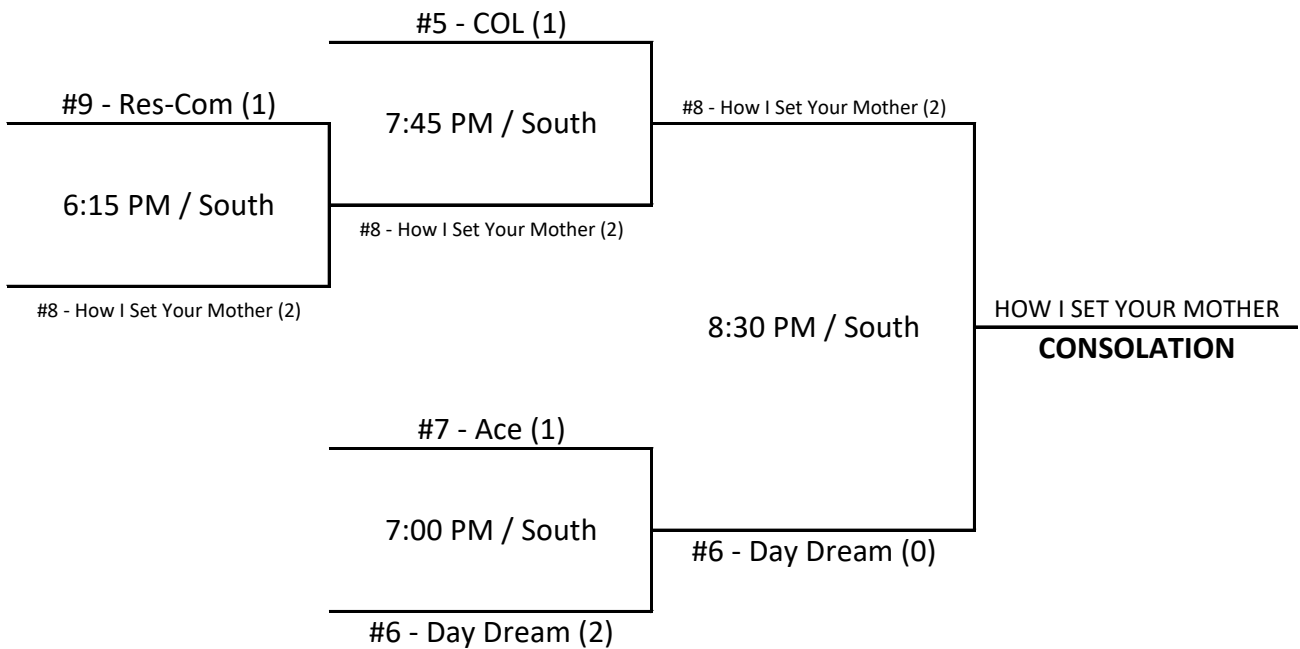 #5 - COL (1)
#9 - Res-Com (1)
7:45 PM / South
#8 - How I Set Your Mother (2)
6:15 PM / South
#8 - How I Set Your Mother (2)
#8 - How I Set Your Mother (2)
8:30 PM / South
HOW I SET YOUR MOTHER
CONSOLATION
#7 - Ace (1)
7:00 PM / South
#6 - Day Dream (0)
#6 - Day Dream (2)